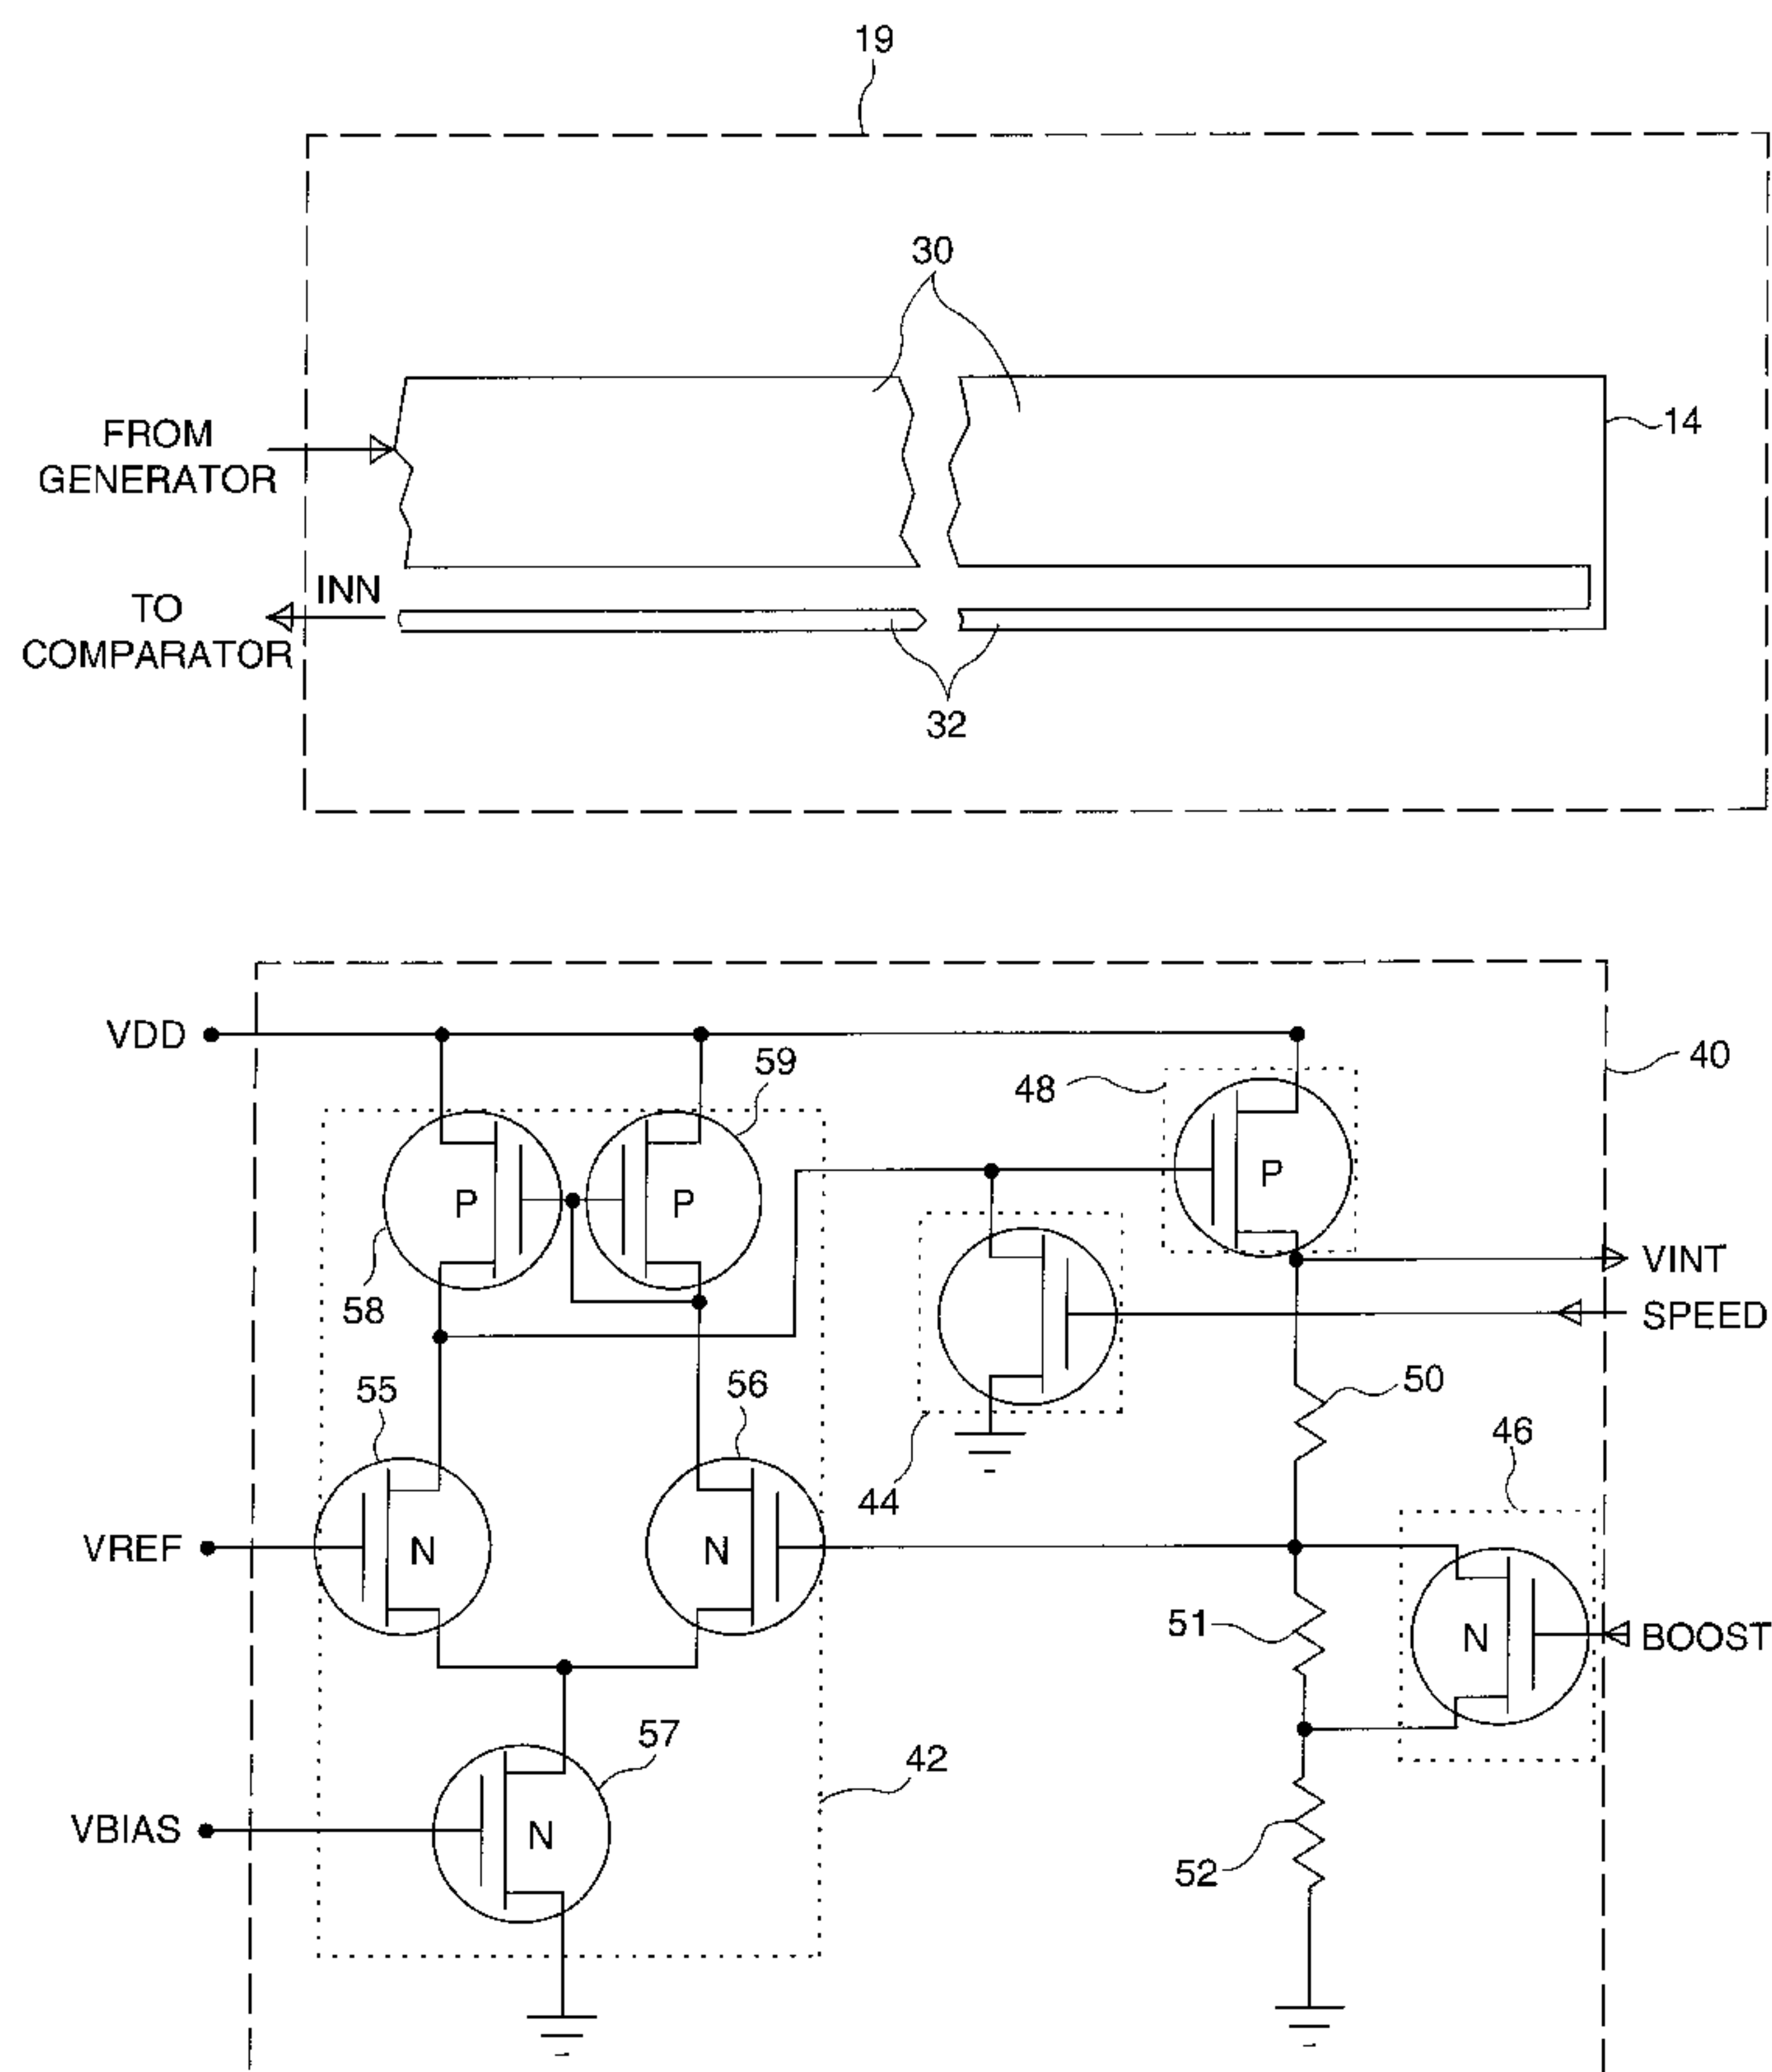 19
30
14
FROM
GENERATOR
INN
TO
COMPARATOR
32
VDD
59
48
40
P
P
P
58
VINT
SPEED
55
56
50
44
46
VREF
N
N
51
N
BOOST
57
42
VBIAS
N
52